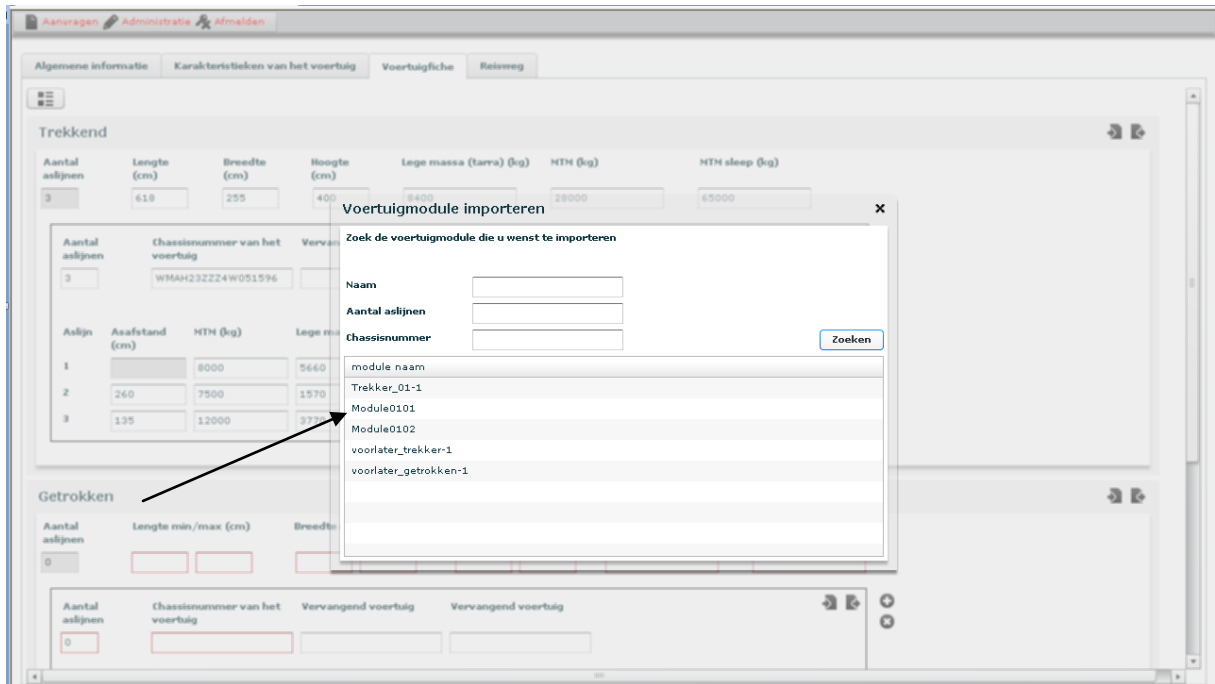 Aanvragen Administratie Afmelden
Algemene informatie Karakteristieken van het voertuig Voertuigfiche Reisweg
Trekkend
Aantal aslijnen Lengte (cm) Breedte (cm) Hoogte (cm) Lege massa (tarra) (kg) MTM (kg) MTM sleep (kg)
3 618 255 400 8400 28000 65000
Voertuigmodule importeren
Zoek de voertuigmodule die u wenst te importeren
Aantal aslijnen Chassisnummer van het voertuig
3 WMAH23ZZZ4W051596
Naam
Aantal aslijnen
Chassisnummer
Zoeken
Aslijn Asafstand (cm) MTM (kg)
1 8000 5660
2 260 7500 1570
3 135 12000 3770
module naam
Trekker_01-1
Module0101
Module0102
voorlater_trekker-1
voorlater_getrokken-1
Getrokken
Aantal aslijnen Lengte min/max (cm) Breedte
0
Aantal aslijnen Chassisnummer van het voertuig Vervangend voertuig Vervangend voertuig
0